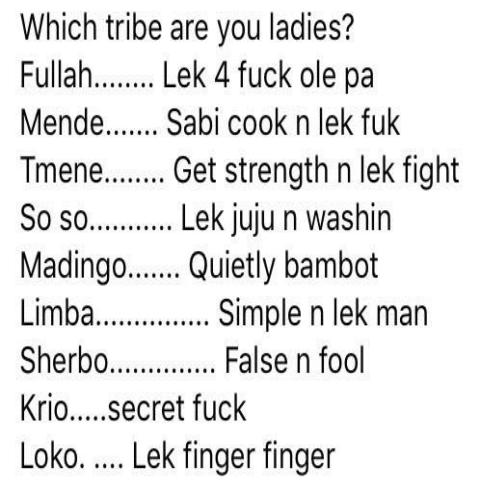 Which tribe are you ladies?
Fullah........ Lek 4 fuck ole pa
Mende....... Sabi cook n lek fuk
Tmene........ Get strength n lek fight
So so........... Lek juju n washin
Madingo....... Quietly bambot
Limba............... Simple n lek man
Sherbo.............. False n fool
Krio.....secret fuck
Loko. .... Lek finger finger